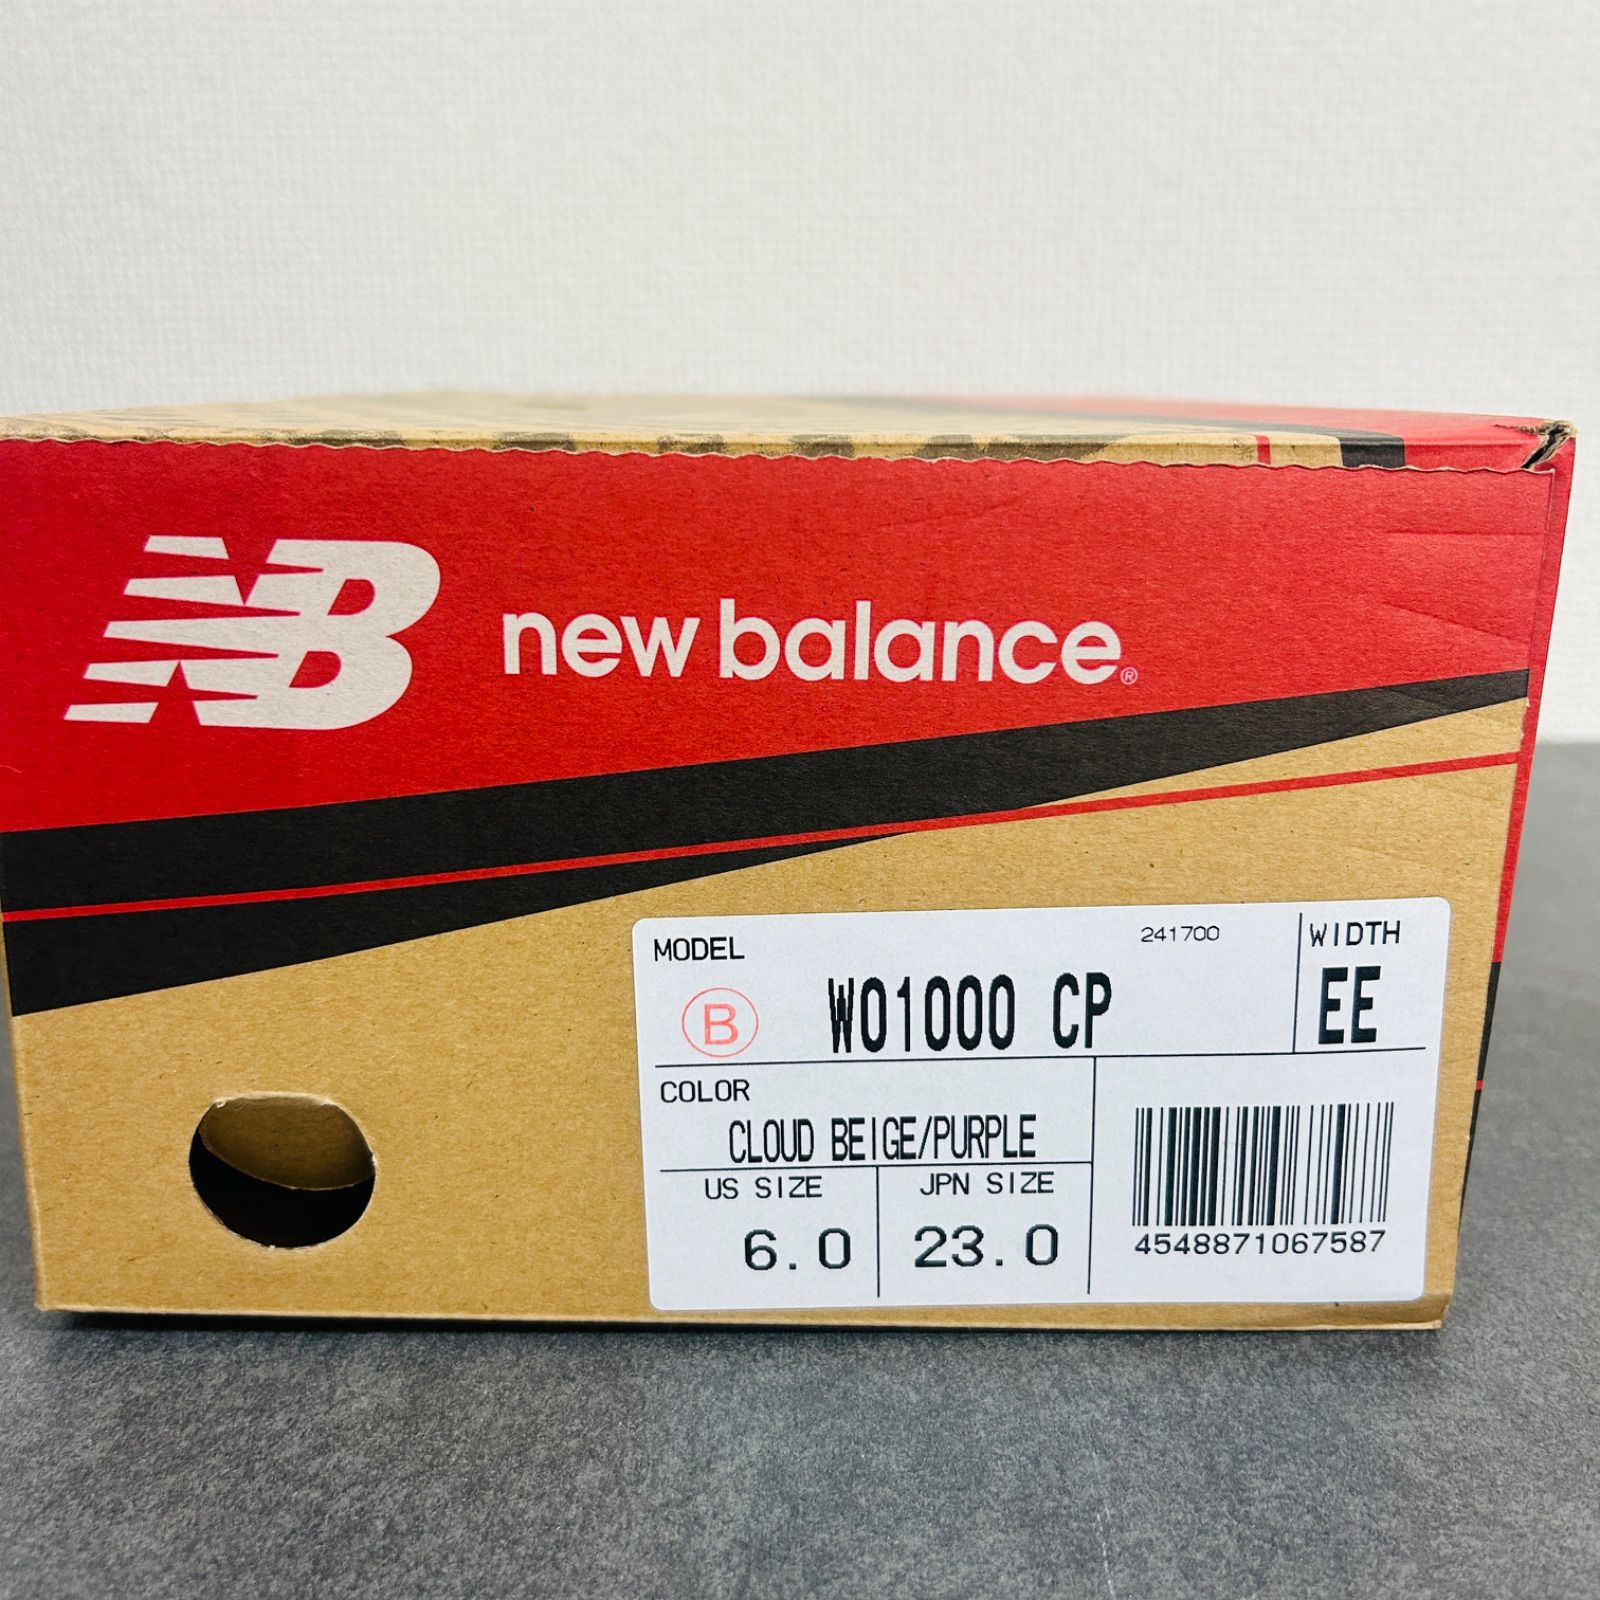 NB new balance®
MODEL 241700 WIDTH
B WO1000 CP EE
COLOR
CLOUD BEIGE/PURPLE
US SIZE JPN SIZE
6.0 23.0
4548871067587